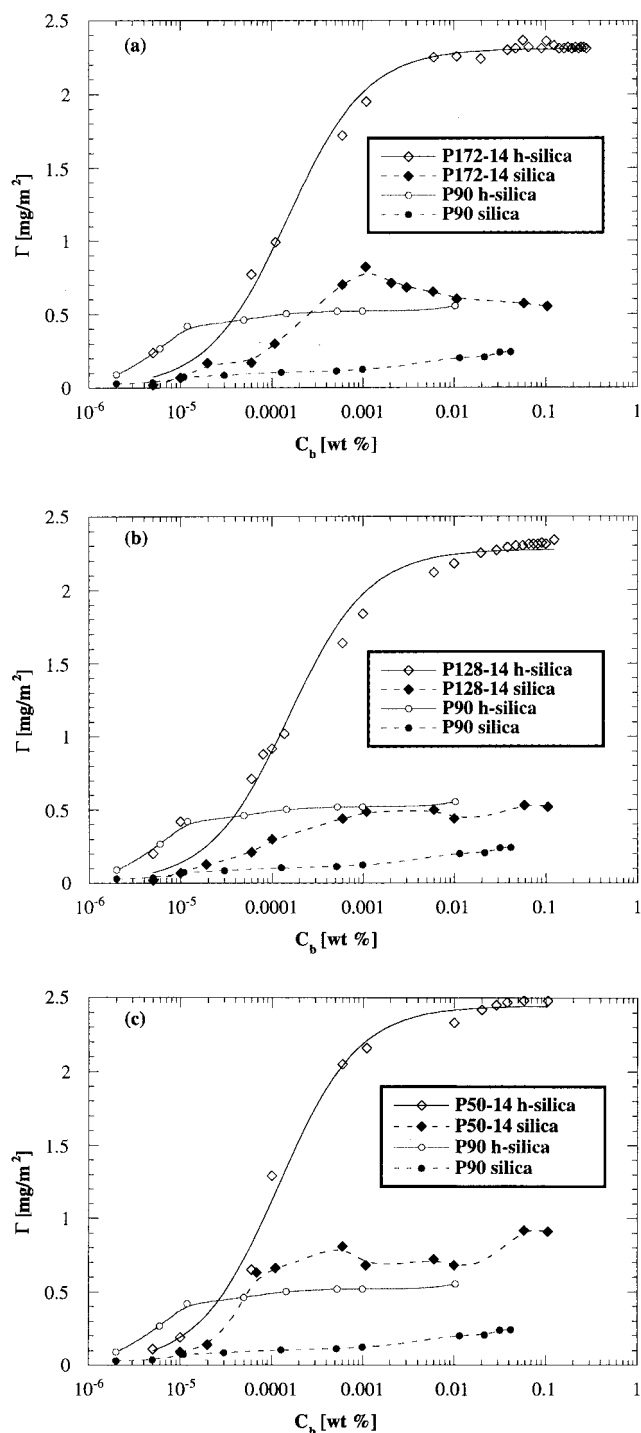 (a)
2.5
2
1.5
1
0.5
0
Γ [mg/m²]
P172-14 h-silica
P172-14 silica
P90 h-silica
P90 silica
10⁻⁶ 10⁻⁵ 0.0001 0.001 0.01 0.1 1
C_b [wt %]
(b)
2.5
2
1.5
1
0.5
0
Γ [mg/m²]
P128-14 h-silica
P128-14 silica
P90 h-silica
P90 silica
10⁻⁶ 10⁻⁵ 0.0001 0.001 0.01 0.1 1
C_b [wt %]
(c)
2.5
2
1.5
1
0.5
0
Γ [mg/m²]
P50-14 h-silica
P50-14 silica
P90 h-silica
P90 silica
10⁻⁶ 10⁻⁵ 0.0001 0.001 0.01 0.1 1
C_b [wt %]